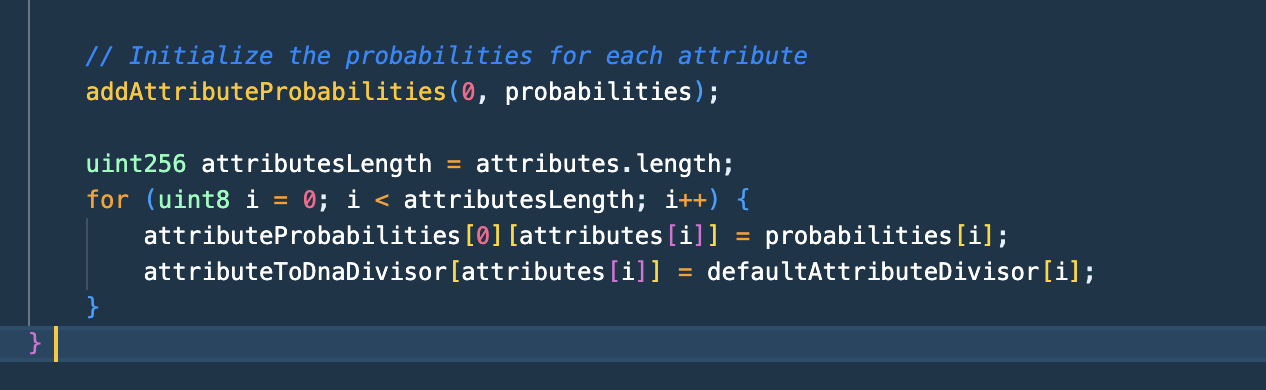 // Initialize the probabilities for each attribute
addAttributeProbabilities(0, probabilities);
uint256 attributesLength = attributes.length;
for (uint8 i = 0; i < attributesLength; i++) {
attributeProbabilities[0][attributes[i]] = probabilities[i];
attributeToDnaDivisor[attributes[i]] = defaultAttributeDivisor[i];
}
}